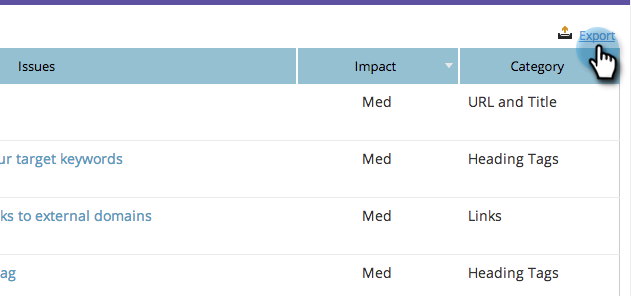 Export
Issues Impact Category
Med URL and Title
ur target keywords Med Heading Tags
ks to external domains Med Links
ag Med Heading Tags